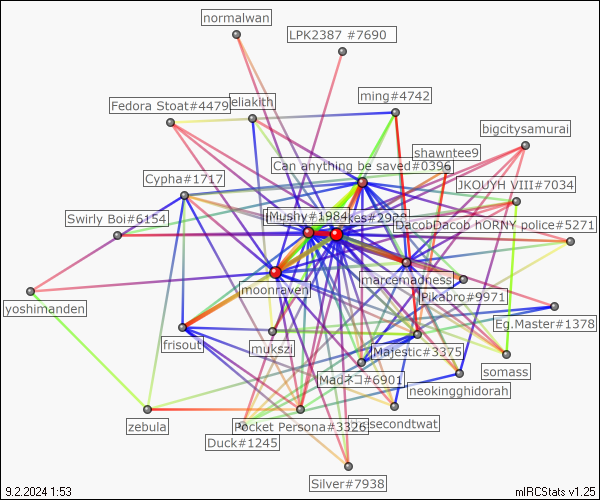 normalwan
LPK2387 #7690
ming#4742
eliakith
Fedora Stoat#4479
bigcitysamurai
shawntee9
Can anything be saved#0396
Cypha#1717
JKOUYH VIII#7034
Mushy#1984
Swirly Boi#6154
DacobDacob hORNY police#5271
marcemadness
moonraven
Pikabro#9971
yoshimanden
Eg.Master#1378
frisout
mukszi
Majestic#3375
somass
Madネコ#6901
neokingghidorah
zebula
Pocket Persona#3326
secondtwat
Duck#1245
Silver#7938
9.2.2024 1:53
mIRCStats v1.25